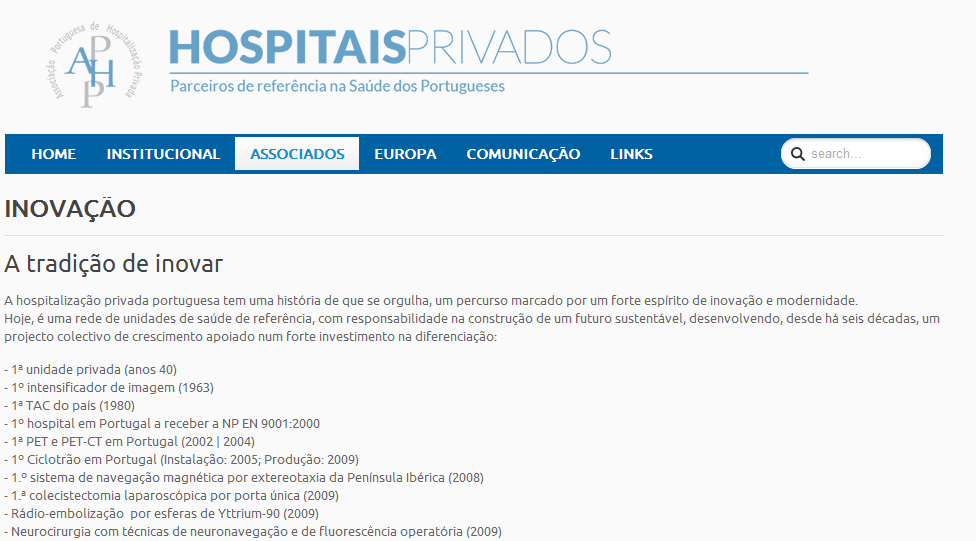 Associação Portuguesa de Hospitalização Privada
APHP
HOSPITAISPRIVADOS
Parceiros de referência na Saúde dos Portugueses
HOME INSTITUCIONAL ASSOCIADOS EUROPA COMUNICAÇÃO LINKS search...
INOVAÇÃO
A tradição de inovar
A hospitalização privada portuguesa tem uma história de que se orgulha, um percurso marcado por um forte espírito de inovação e modernidade.
Hoje, é uma rede de unidades de saúde de referência, com responsabilidade na construção de um futuro sustentável, desenvolvendo, desde há seis décadas, um
projecto colectivo de crescimento apoiado num forte investimento na diferenciação:
- 1ª unidade privada (anos 40)
- 1º intensificador de imagem (1963)
- 1ª TAC do país (1980)
- 1º hospital em Portugal a receber a NP EN 9001:2000
- 1ª PET e PET-CT em Portugal (2002 | 2004)
- 1º Ciclotrão em Portugal (Instalação: 2005; Produção: 2009)
- 1.º sistema de navegação magnética por extereotaxia da Península Ibérica (2008)
- 1.ª colecistectomia laparoscópica por porta única (2009)
- Rádio-embolização  por esferas de Yttrium-90 (2009)
- Neurocirurgia com técnicas de neuronavegação e de fluorescência operatória (2009)